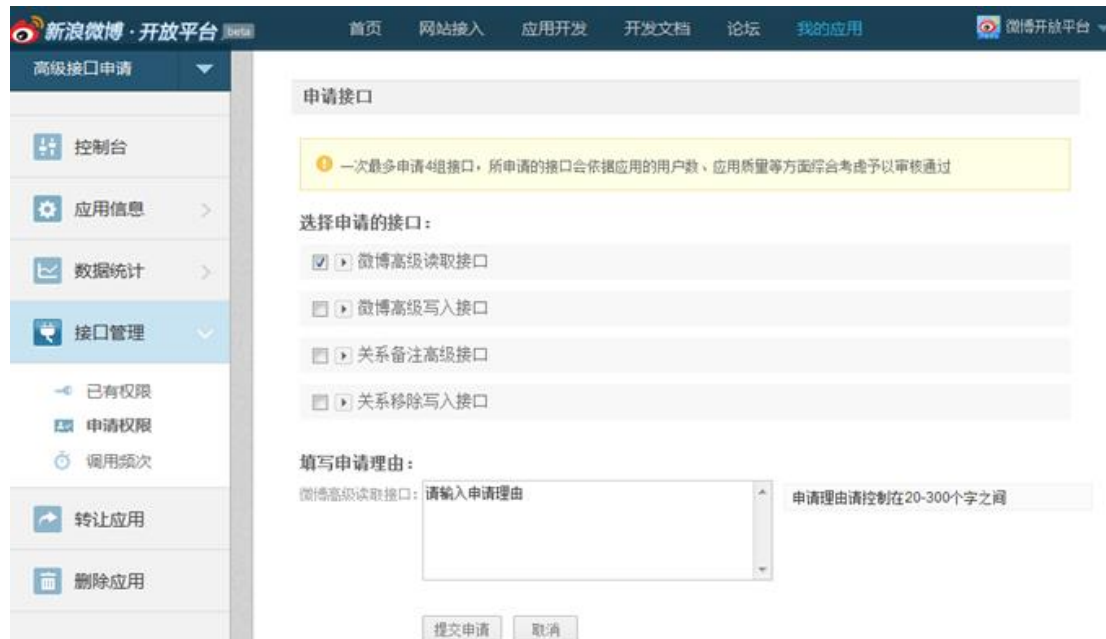 新浪微博·开放平台 beta 首页 网站接入 应用开发 开发文档 论坛 我的应用 微博开放平台
高级接口申请
申请接口
控制台
一次最多申请4组接口，所申请的接口会依据应用的用户数、应用质量等方面综合考虑予以审核通过
应用信息
选择申请的接口：
数据统计
微博高级读取接口
微博高级写入接口
接口管理
关系备注高级接口
已有权限
关系移除写入接口
申请权限
调用频次
填写申请理由：
微博高级读取接口： 请输入申请理由 申请理由请控制在20-300个字之间
转让应用
删除应用
提交申请 取消